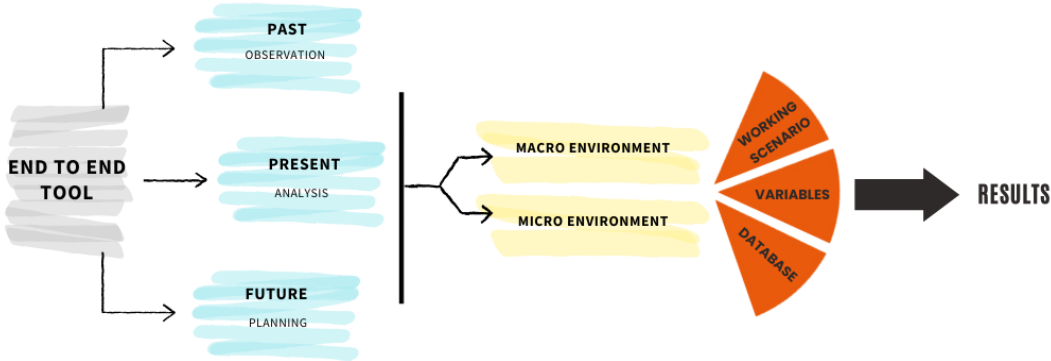 END TO END
TOOL
PAST
OBSERVATION
PRESENT
ANALYSIS
FUTURE
PLANNING
MACRO ENVIRONMENT
MICRO ENVIRONMENT
WORKING
SCENARIO
VARIABLES
DATABASE
RESULTS